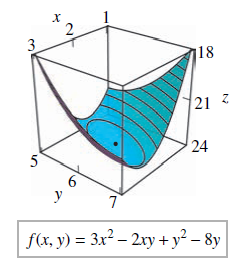 x
1
2
3
18
21 z
24
5
6
y
7
f(x, y) = 3x² – 2xy + y² – 8y